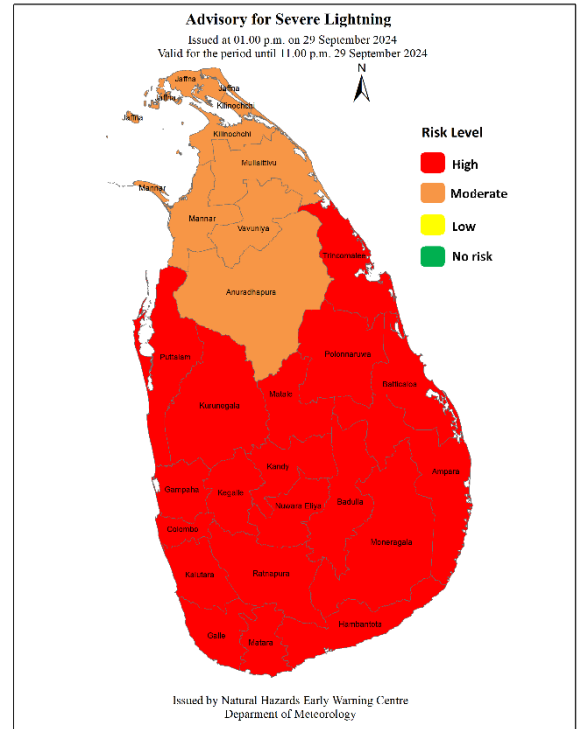 Advisory for Severe Lightning
Issued at 01.00 p.m. on 29 September 2024
Valid for the period until 11.00 p.m. 29 September 2024
N
Jaffna
Jaffna
Jaffna
Kilinochchi
Jaffna
Kilinochchi
Risk Level
High
Mullaitivu
Mannar
Moderate
Mannar
Vavuniya
Low
Trincomalee
No risk
Anuradhapura
Puttalam
Polonnaruwa
Batticaloa
Matale
Kurunegala
Kandy
Ampara
Gampaha
Kegalle
Nuwara Eliya
Badulla
Colombo
Moneragala
Kalutara
Ratnapura
Hambantota
Galle
Matara
Issued by Natural Hazards Early Warning Centre
Deparment of Meteorology